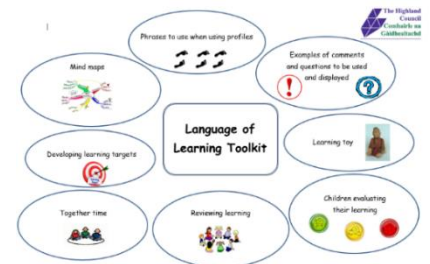 The Highland
Council
Comhairle na
Gàidhealtachd
Phrases to use when using profiles
Examples of comments
and questions to be used
and displayed
Mind maps
Language of
Learning Toolkit
Learning toy
Developing learning targets
Children evaluating
their learning
Together time
Reviewing learning